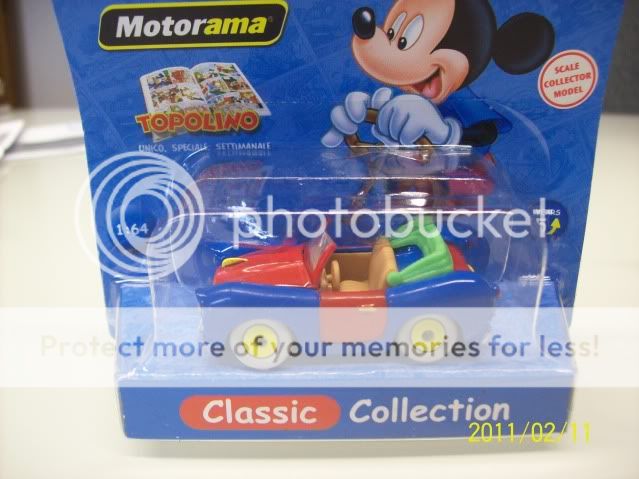 Motorama
SCALE
COLLECTOR
MODEL
TOPOLINO
UNICO, SPECIALE, SETTIMANALE
photobucket
1:64
Protect more of your memories for less!
Classic Collection
2011/02/11